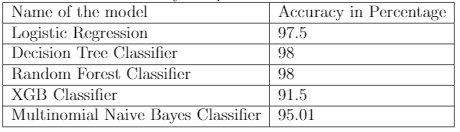 Name of the model Accuracy in Percentage
Logistic Regression 97.5
Decision Tree Classifier 98
Random Forest Classifier 98
XGB Classifier 91.5
Multinomial Naive Bayes Classifier 95.01